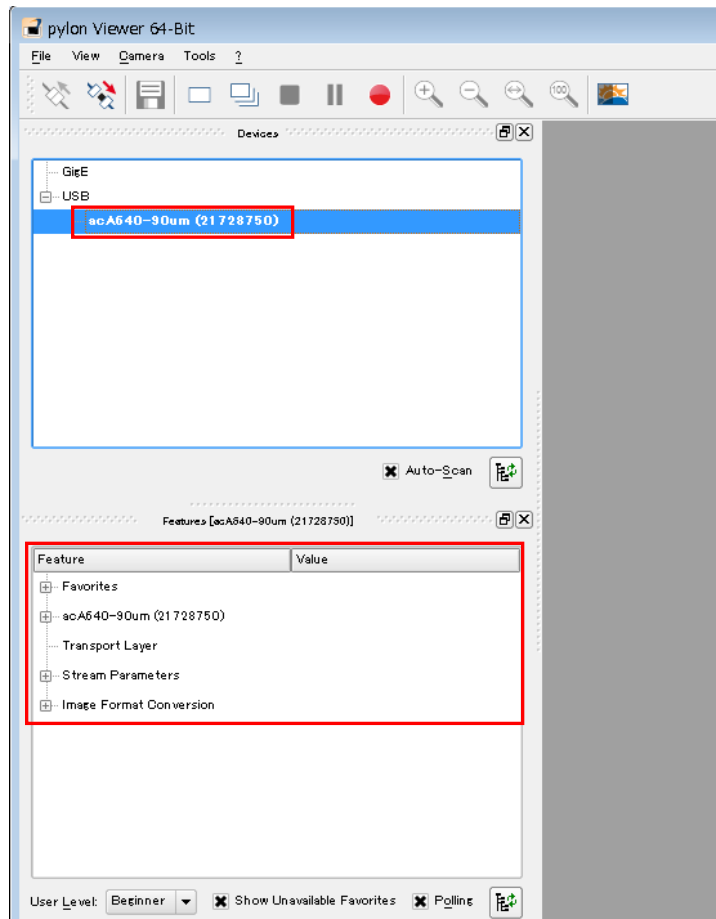 pylon Viewer 64-Bit
File View Camera Tools ?
100
Devices
GigE
USB
acA640-90um (21728750)
Auto-Scan
Features [acA640-90um (21728750)]
Feature Value
Favorites
acA640-90um (21728750)
Transport Layer
Stream Parameters
Image Format Conversion
User Level: Beginner Show Unavailable Favorites Polling